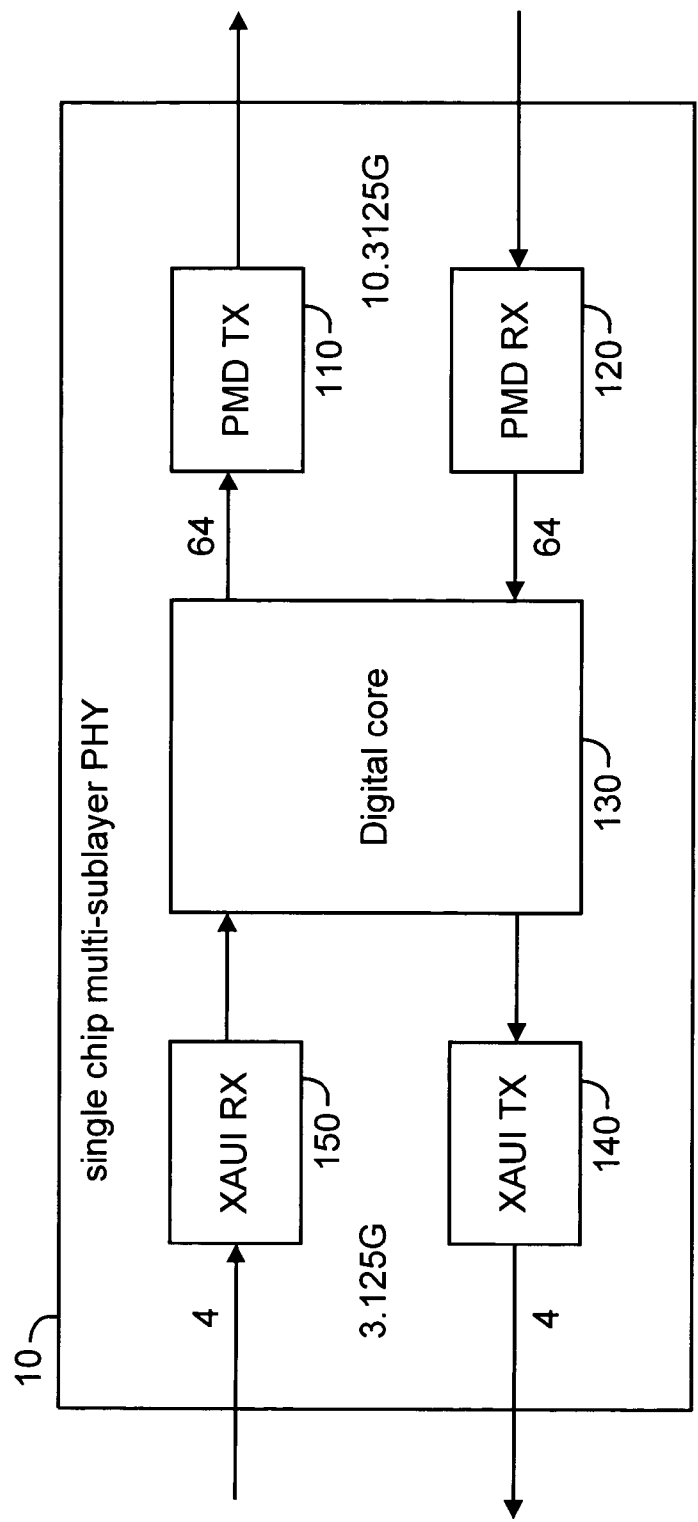 10
single chip multi-sublayer PHY
4
XAUI RX
150
3.125G
4
XAUI TX
140
Digital core
130
64
PMD TX
110
10.3125G
64
PMD RX
120